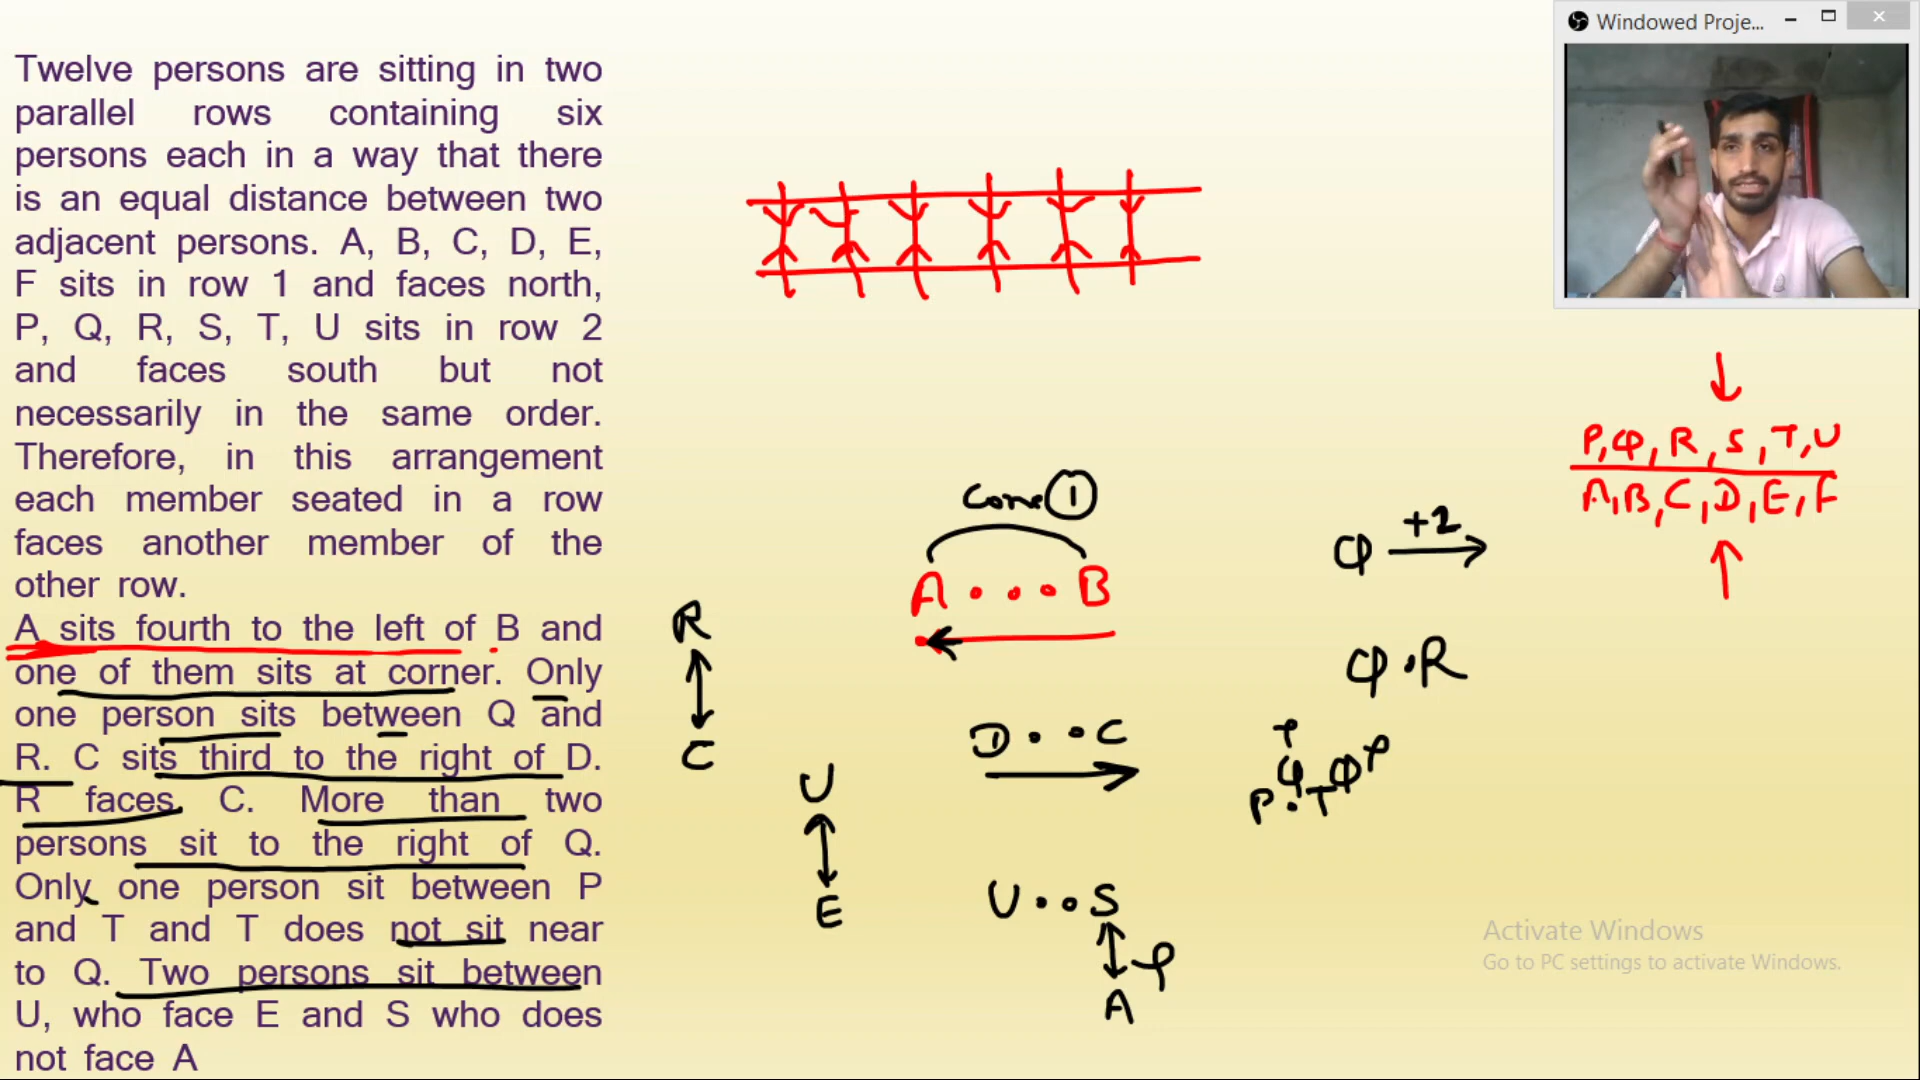 Twelve persons are sitting in two
parallel rows containing six
persons each in a way that there
is an equal distance between two
adjacent persons. A, B, C, D, E,
F sits in row 1 and faces north,
P, Q, R, S, T, U sits in row 2
and faces south but not
necessarily in the same order.
Therefore, in this arrangement
each member seated in a row
faces another member of the
other row.
A sits fourth to the left of B and
one of them sits at corner. Only
one person sits between Q and
R. C sits third to the right of D.
R faces C. More than two
persons sit to the right of Q.
Only one person sit between P
and T and T does not sit near
to Q. Two persons sit between
U, who face E and S who does
not face A
Windowed Proje...
P, Q, R, S, T, U
A, B, C, D, E, F
1
A . . . B
Q +2
R
C
Q . R
D . . C
U
E
P . T
U . . S
A
Activate Windows
Go to PC settings to activate Windows.